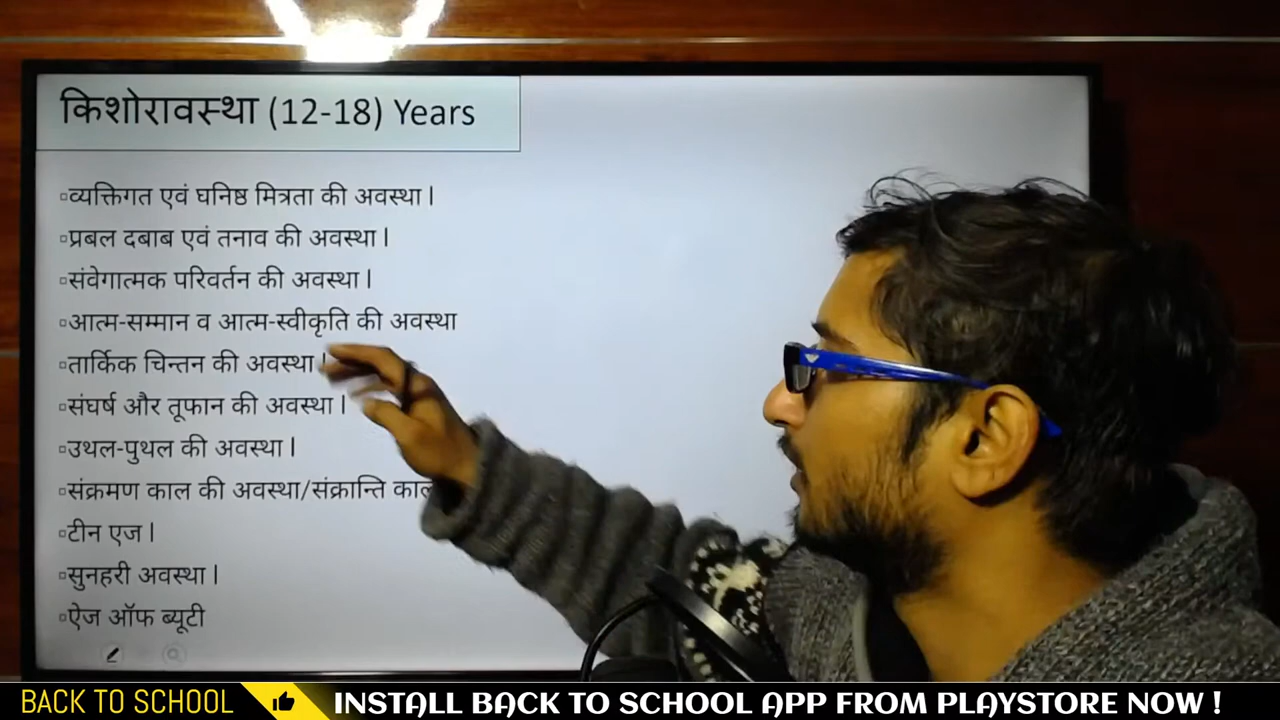 किशोरावस्था (12-18) Years
▫व्यक्तिगत एवं घनिष्ठ मित्रता की अवस्था।
▫प्रबल दबाब एवं तनाव की अवस्था।
▫संवेगात्मक परिवर्तन की अवस्था।
▫आत्म-सम्मान व आत्म-स्वीकृति की अवस्था
▫तार्किक चिन्तन की अवस्था।
▫संघर्ष और तूफान की अवस्था।
▫उथल-पुथल की अवस्था।
▫संक्रमण काल की अवस्था/संक्रान्ति काल
▫टीन एज।
▫सुनहरी अवस्था।
▫ऐज ऑफ ब्यूटी
BACK TO SCHOOL INSTALL BACK TO SCHOOL APP FROM PLAYSTORE NOW !